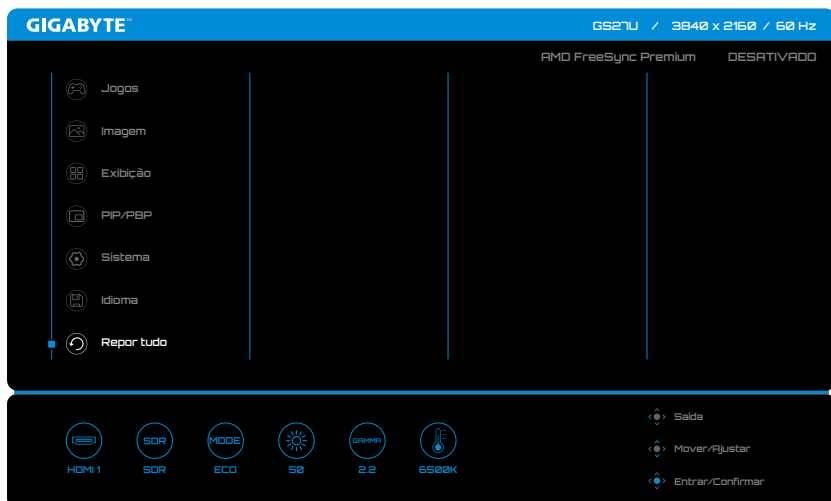 GIGABYTE™
GS27U / 3840 x 2160 / 60 Hz
AMD FreeSync Premium DESATIVADO
Jogos
Imagem
Exibição
PIP/PBP
Sistema
Idioma
Repor tudo
SDR
MODE
GAMMA
HDMI 1
SDR
ECO
50
2.2
6500K
Saída
Mover/Ajustar
Entrar/Confirmar